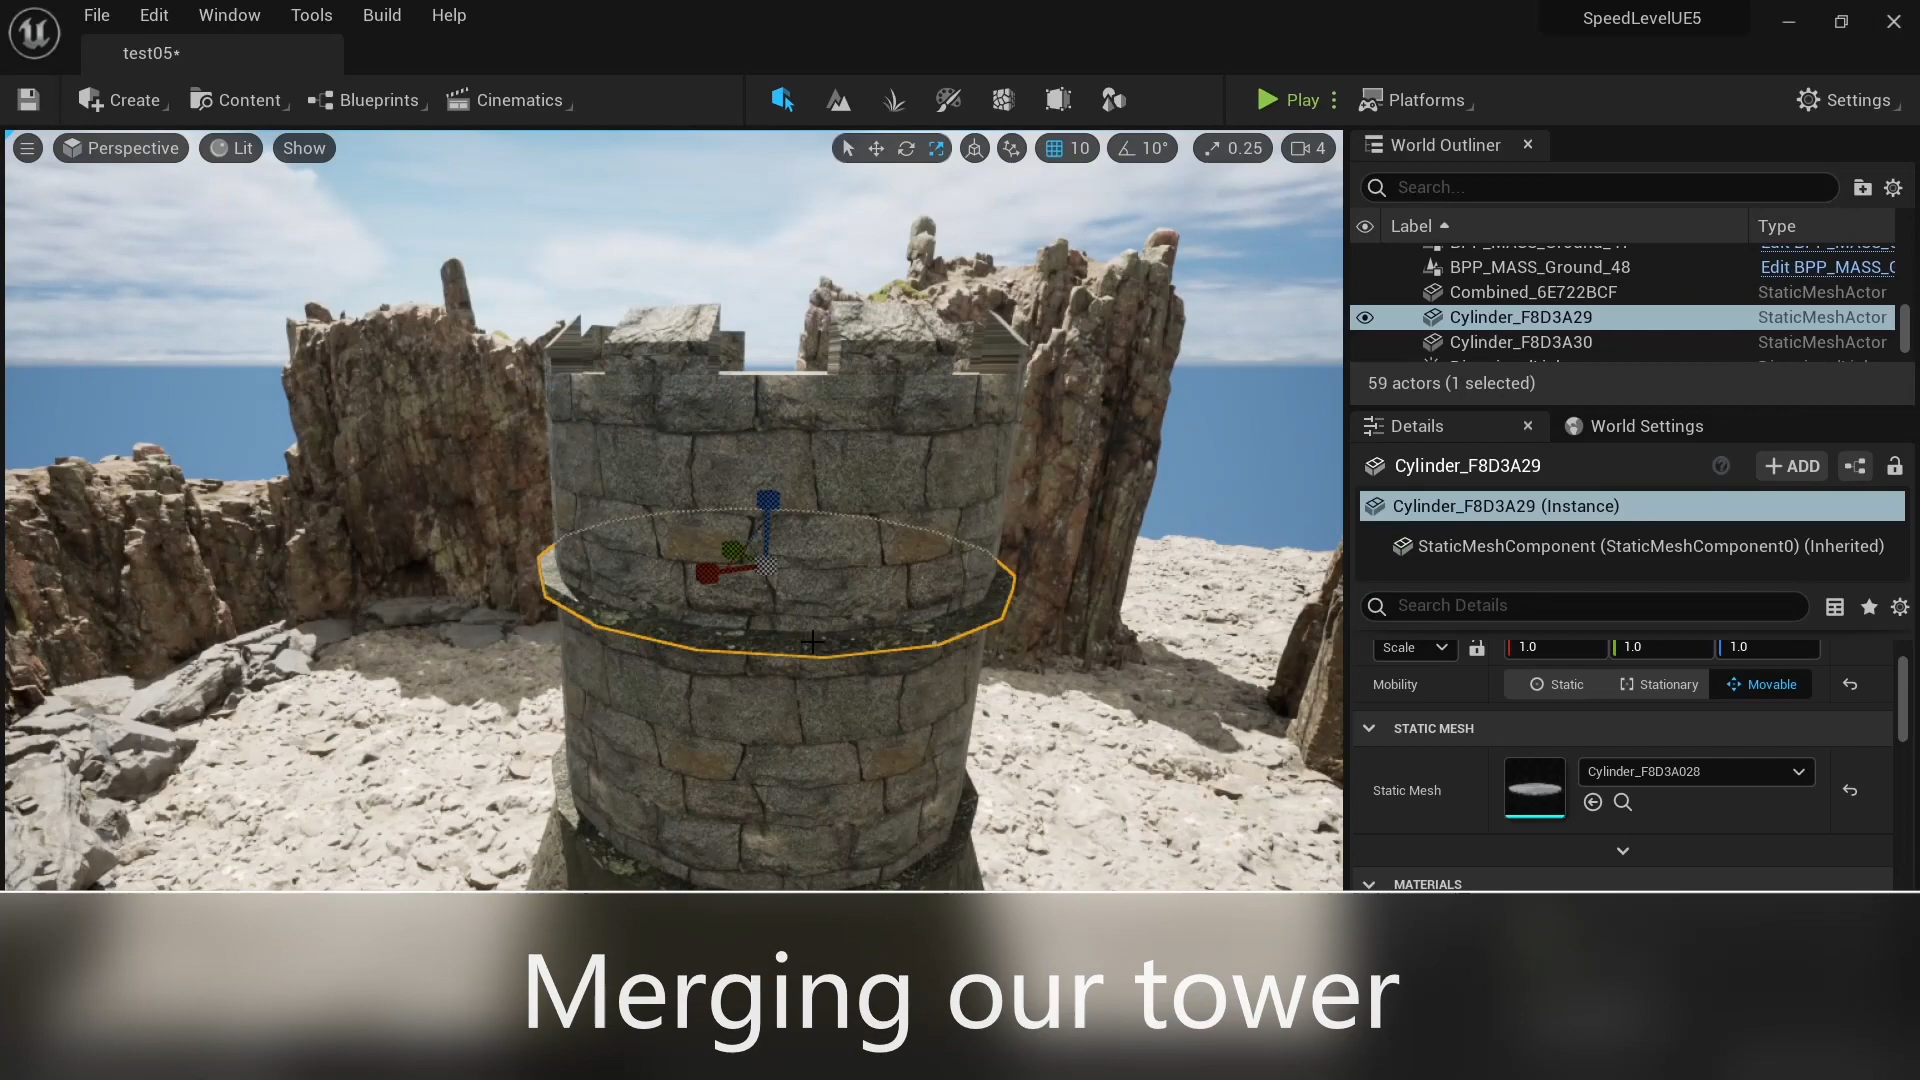 File Edit Window Tools Build Help
SpeedLevelUE5
test05*
Create Content Blueprints Cinematics Play Platforms Settings
Perspective Lit Show 10 10° 0.25 4
World Outliner
Search...
Label Type
BPP_MASS_Ground_48 Edit BPP_MASS_
Combined_6E722BCF StaticMeshActor
Cylinder_F8D3A29 StaticMeshActor
Cylinder_F8D3A30 StaticMeshActor
59 actors (1 selected)
Details World Settings
Cylinder_F8D3A29 + ADD
Cylinder_F8D3A29 (Instance)
StaticMeshComponent (StaticMeshComponent0) (Inherited)
Search Details
Scale 1.0 1.0 1.0
Mobility Static Stationary Movable
STATIC MESH
Static Mesh Cylinder_F8D3A028
MATERIALS
Merging our tower